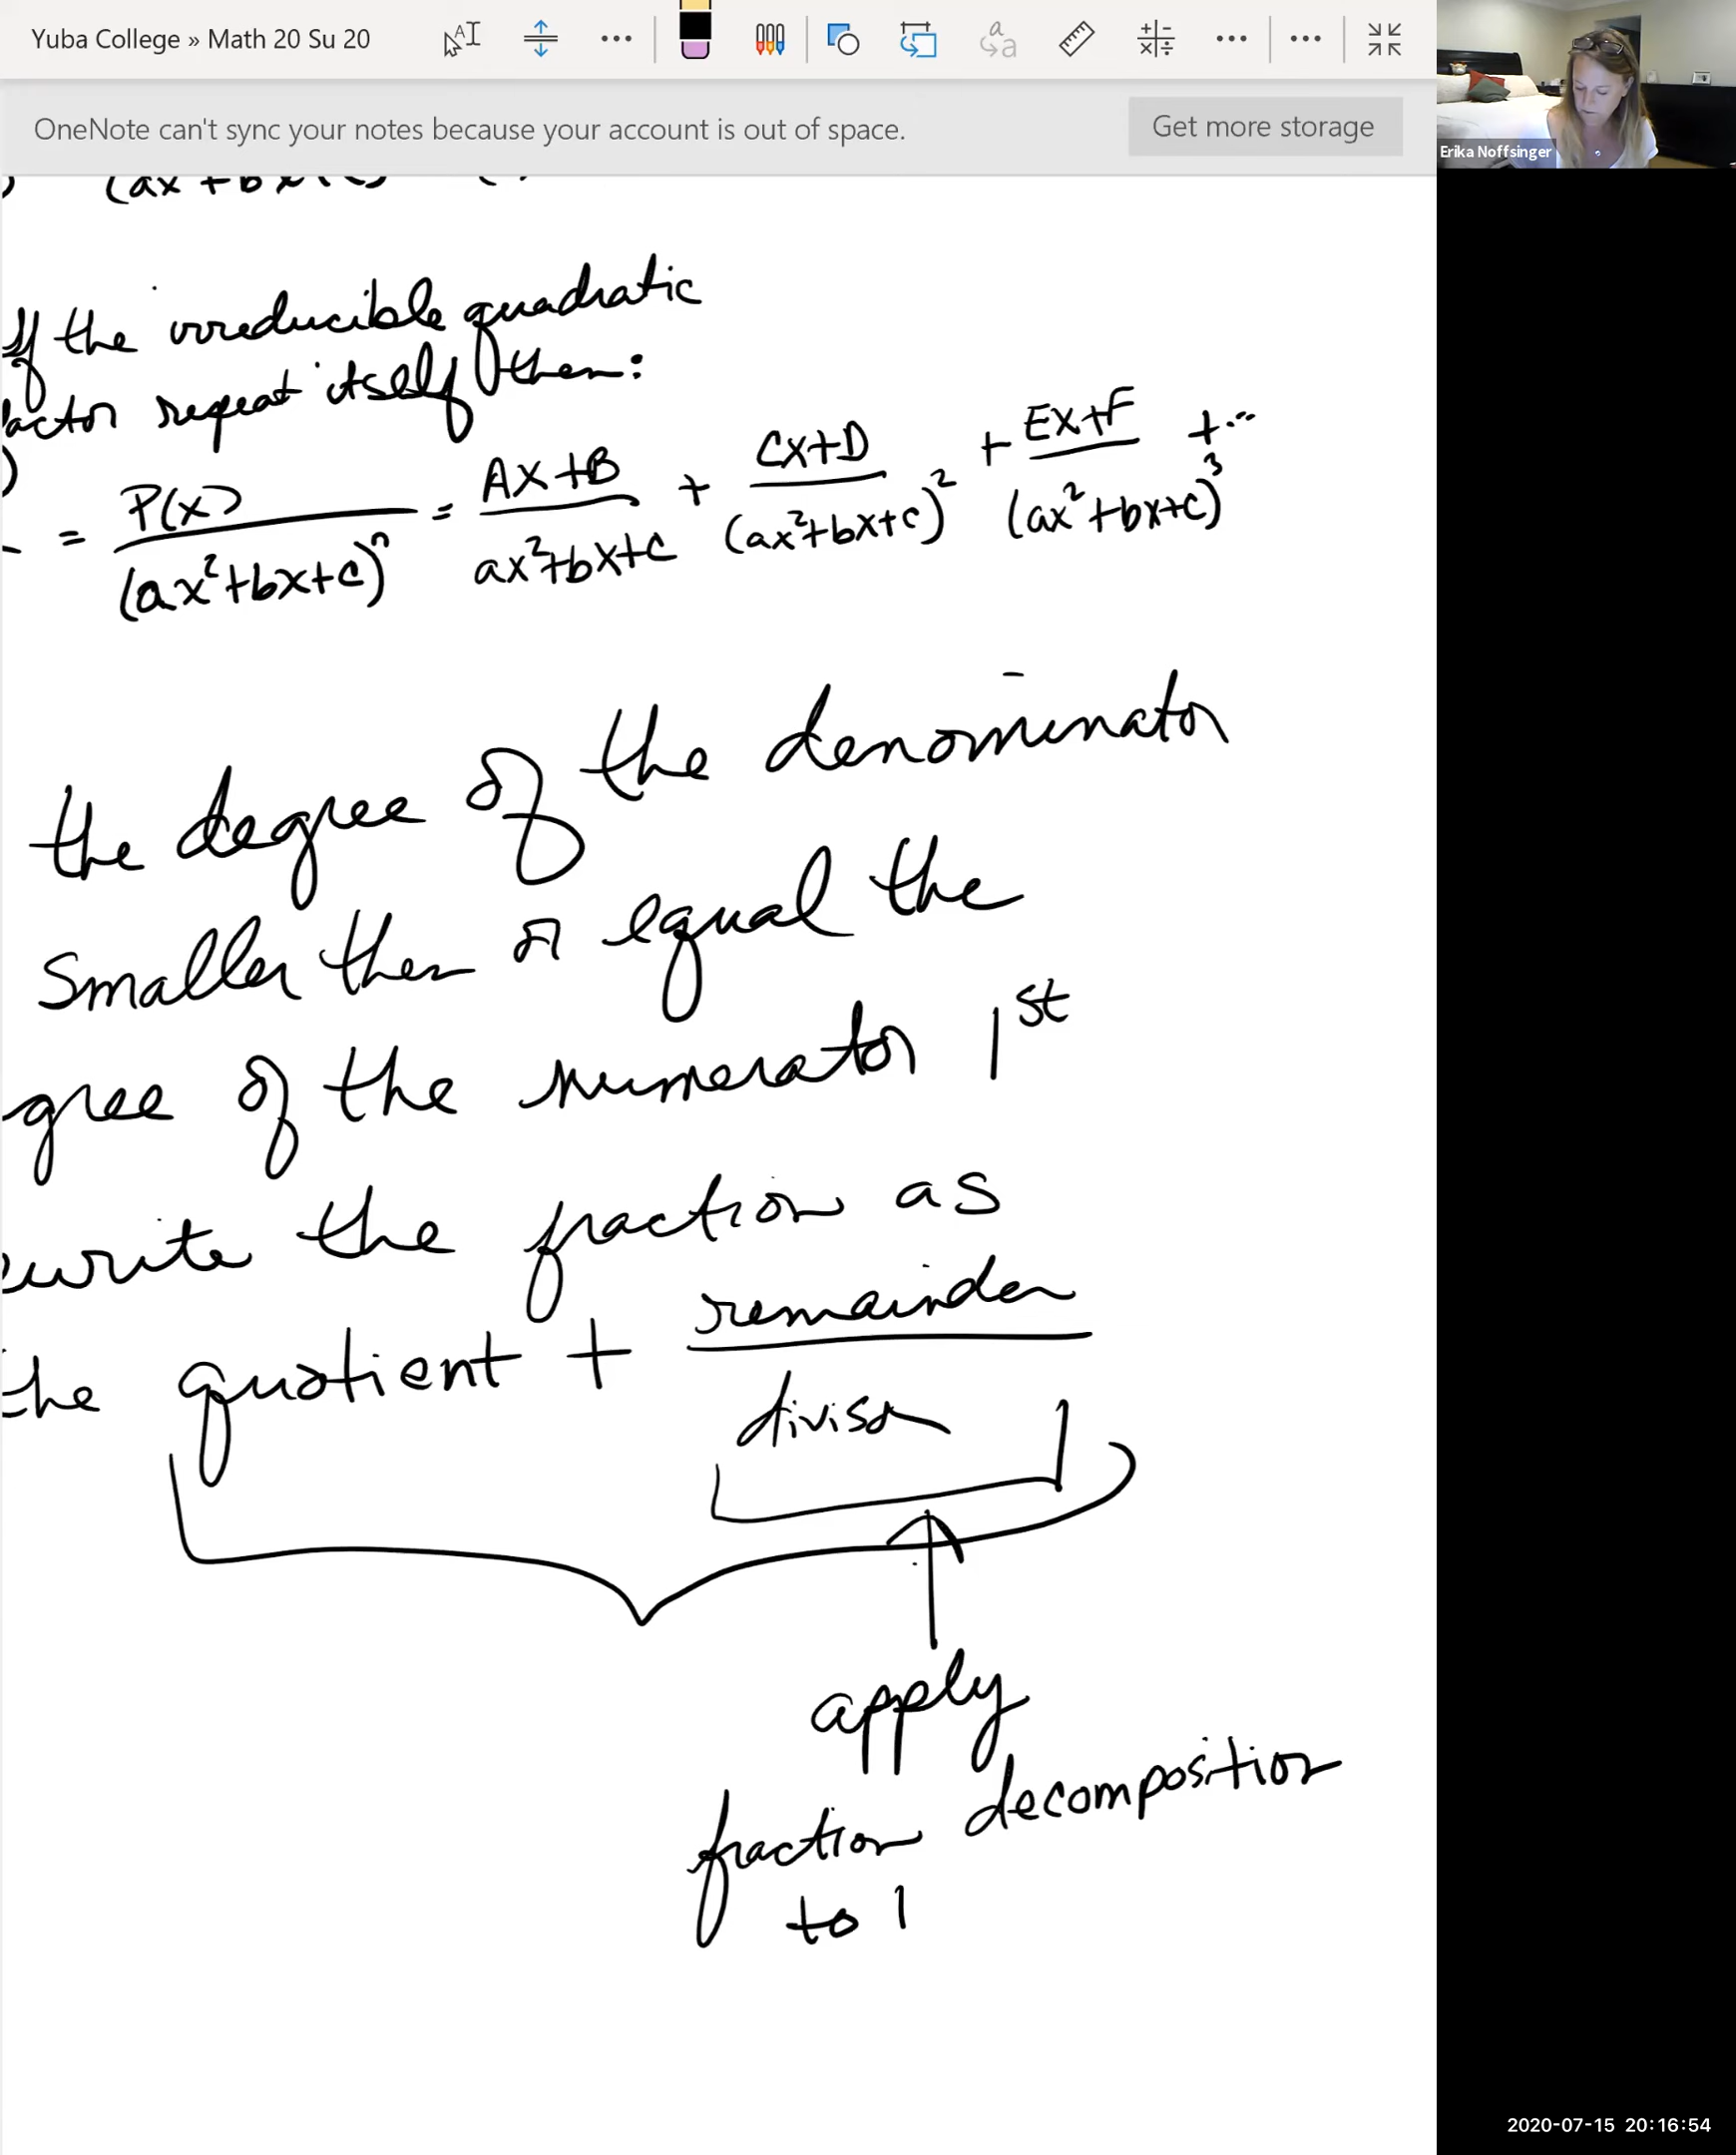 Yuba College » Math 20 Su 20
OneNote can't sync your notes because your account is out of space.
Get more storage
Erika Noffsinger
If the irreducible quadratic
actor repeat itself then:
= P(x) / (ax²+bx+c)ⁿ = Ax+B / ax²+bx+c + Cx+D / (ax²+bx+c)² + Ex+F / (ax²+bx+c)³ + ...
the degree of the denominator
smaller then or equal the
gree of the numerator 1st
ewrite the fraction as
the quotient + remainder / divisor
apply
fraction decomposition
to 1
2020-07-15 20:16:54